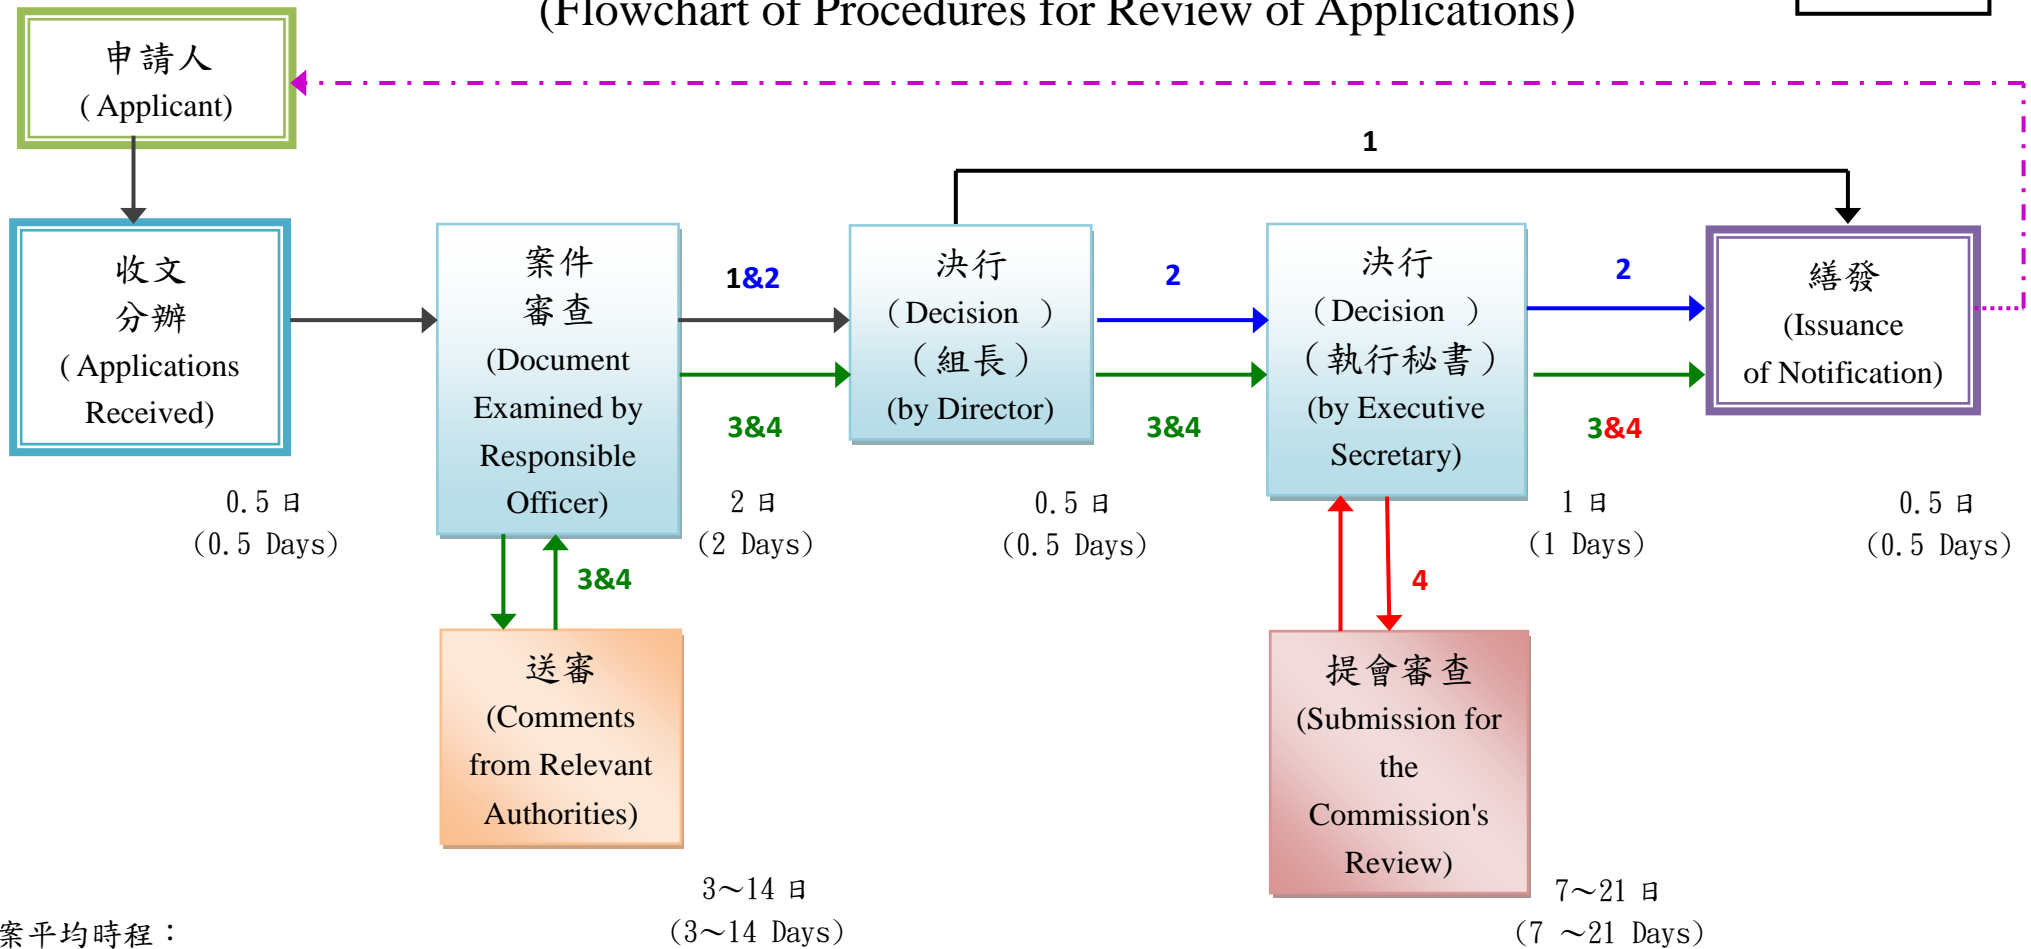 (Flowchart of Procedures for Review of Applications)
申請人
( Applicant)
1
收文
分辦
( Applications
Received)
0.5 日
(0.5 Days)
案件
審查
(Document
Examined by
Responsible
Officer)
1&2
3&4
2 日
(2 Days)
3&4
決行
(Decision )
(組長)
(by Director)
2
3&4
0.5 日
(0.5 Days)
決行
(Decision )
(執行秘書)
(by Executive
Secretary)
2
3&4
1 日
(1 Days)
4
繕發
(Issuance
of Notification)
0.5 日
(0.5 Days)
送審
(Comments
from Relevant
Authorities)
3～14 日
(3～14 Days)
提會審查
(Submission for
the
Commission's
Review)
7～21 日
(7 ～21 Days)
案平均時程：